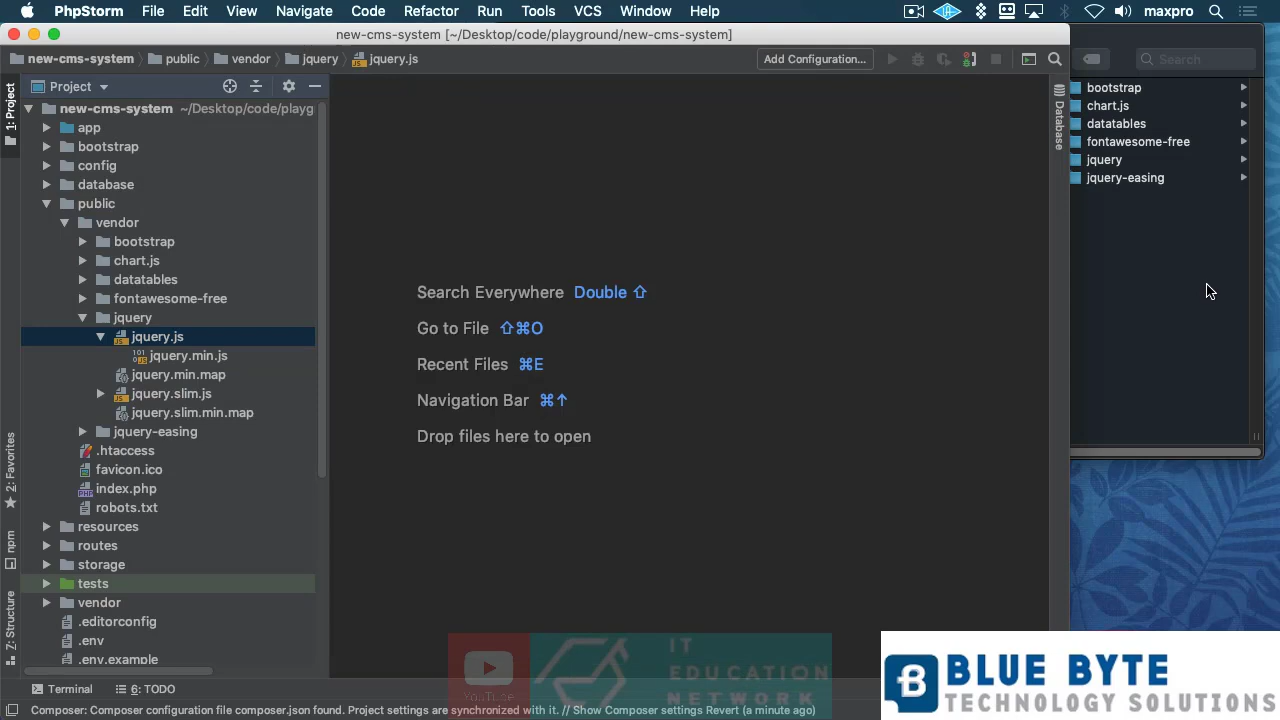 PhpStorm File Edit View Navigate Code Refactor Run Tools VCS Window Help maxpro
new-cms-system [~/Desktop/code/playground/new-cms-system]
new-cms-system public vendor jquery jquery.js Add Configuration... Search
1: Project
Project
new-cms-system ~/Desktop/code/playg
app
bootstrap
config
database
public
vendor
bootstrap
chart.js
datatables
fontawesome-free
jquery
jquery.js
jquery.min.js
jquery.min.map
jquery.slim.js
jquery.slim.min.map
jquery-easing
.htaccess
favicon.ico
index.php
robots.txt
resources
routes
storage
tests
vendor
.editorconfig
.env
.env.example
2: Favorites
npm
Z: Structure
Search Everywhere Double ⇧
Go to File ⇧⌘O
Recent Files ⌘E
Navigation Bar ⌘↑
Drop files here to open
Database
bootstrap
chart.js
datatables
fontawesome-free
jquery
jquery-easing
YouTube
IT
EDUCATION
NETWORK
BLUE BYTE
TECHNOLOGY SOLUTIONS
Terminal 6: TODO
Composer: Composer configuration file composer.json found. Project settings are synchronized with it. // Show Composer settings Revert (a minute ago)